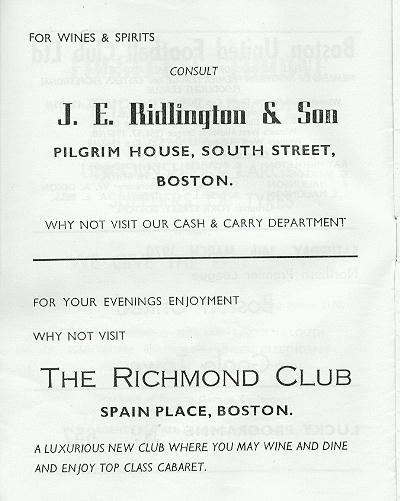 FOR WINES & SPIRITS
CONSULT
J. E. Ridlington & Son
PILGRIM HOUSE, SOUTH STREET,
BOSTON.
WHY NOT VISIT OUR CASH & CARRY DEPARTMENT
FOR YOUR EVENINGS ENJOYMENT
WHY NOT VISIT
THE RICHMOND CLUB
SPAIN PLACE, BOSTON.
A LUXURIOUS NEW CLUB WHERE YOU MAY WINE AND DINE
AND ENJOY TOP CLASS CABARET.